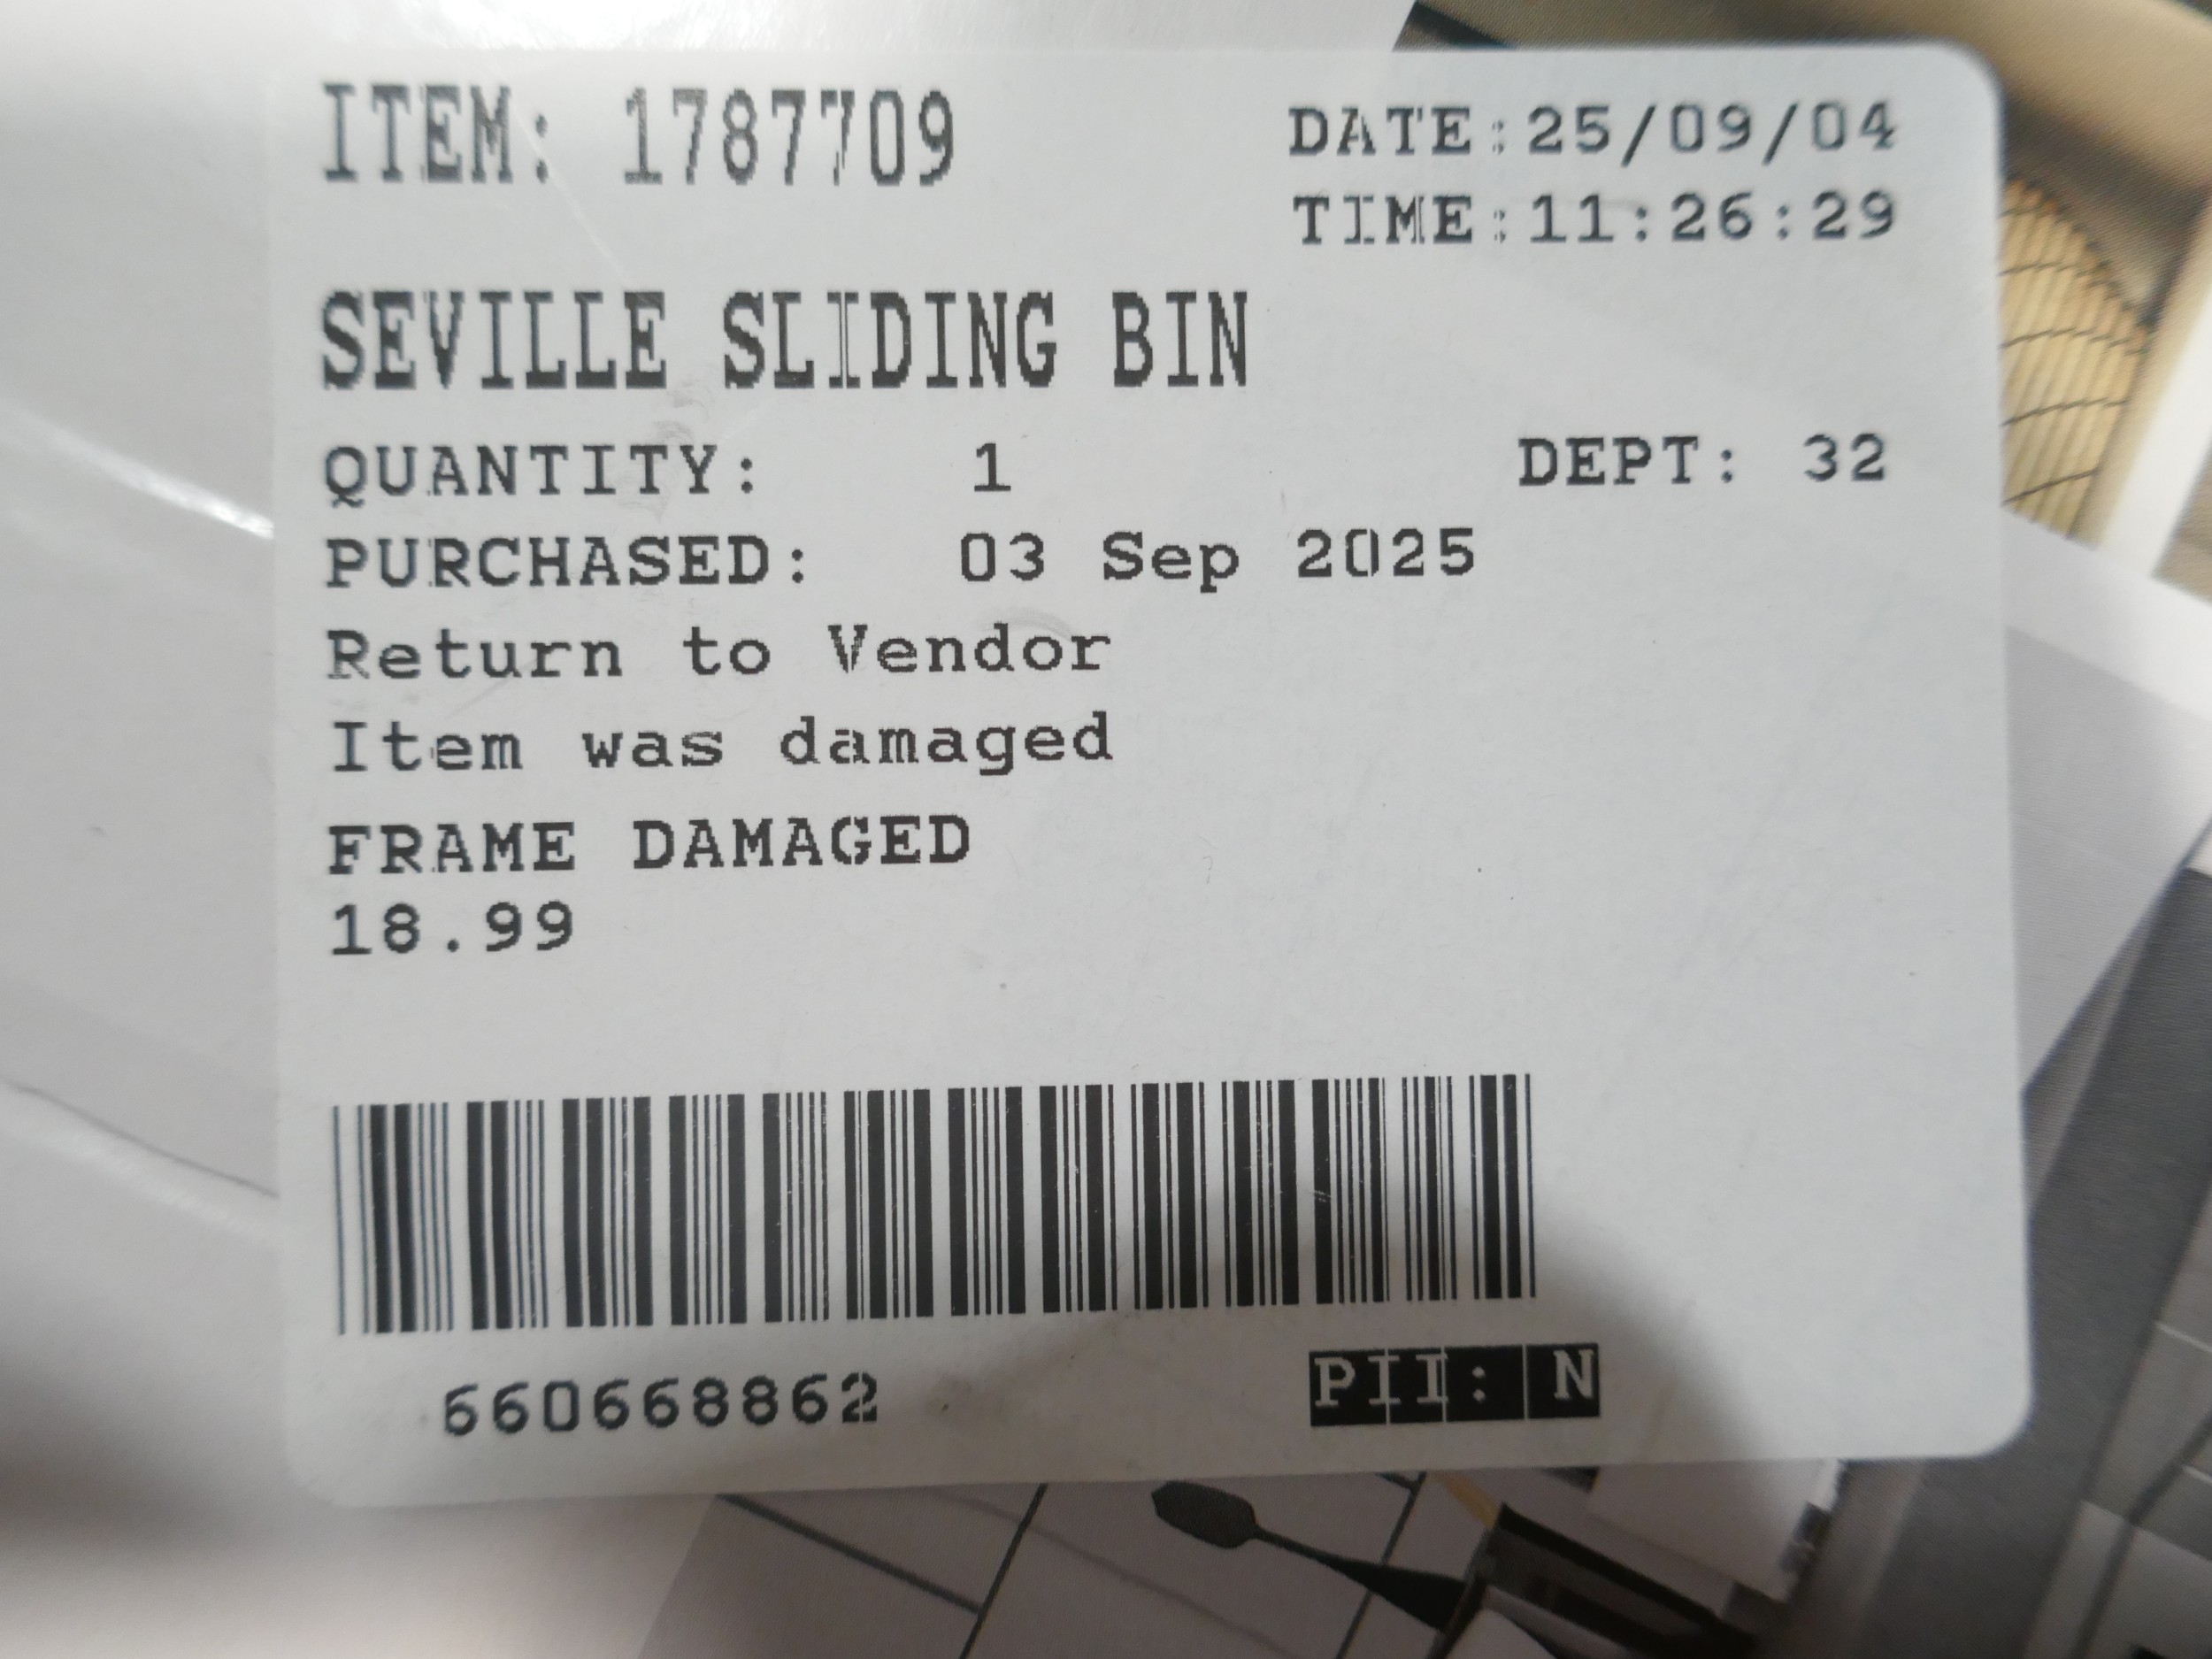 ITEM: 1787709
DATE:25/09/04
TIME:11:26:29
SEVILLE SLIDING BIN
QUANTITY: 1 DEPT: 32
PURCHASED: 03 Sep 2025
Return to Vendor
Item was damaged
FRAME DAMAGED
18.99
660668862
PII: N